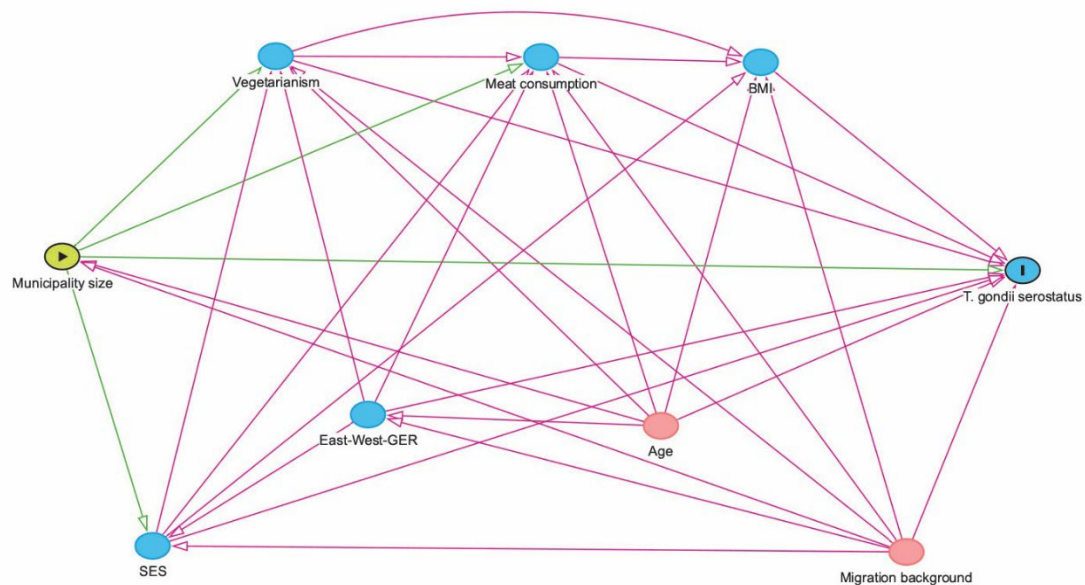 Vegetarianism
Meat consumption
BMI
Municipality size
T. gondii serostatus
East-West-GER
Age
SES
Migration background